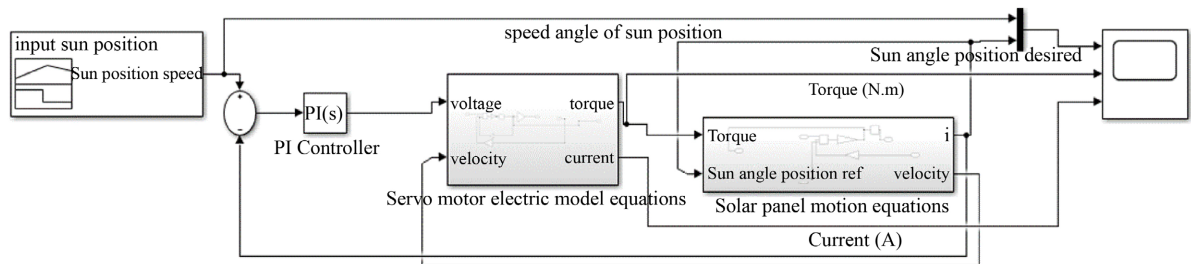 speed angle of sun position
input sun position
Sun position speed
Sun angle position desired
+
-
PI(s)
PI Controller
voltage
torque
velocity
current
Servo motor electric model equations
Torque (N.m)
Torque
i
Sun angle position ref
velocity
Solar panel motion equations
Current (A)